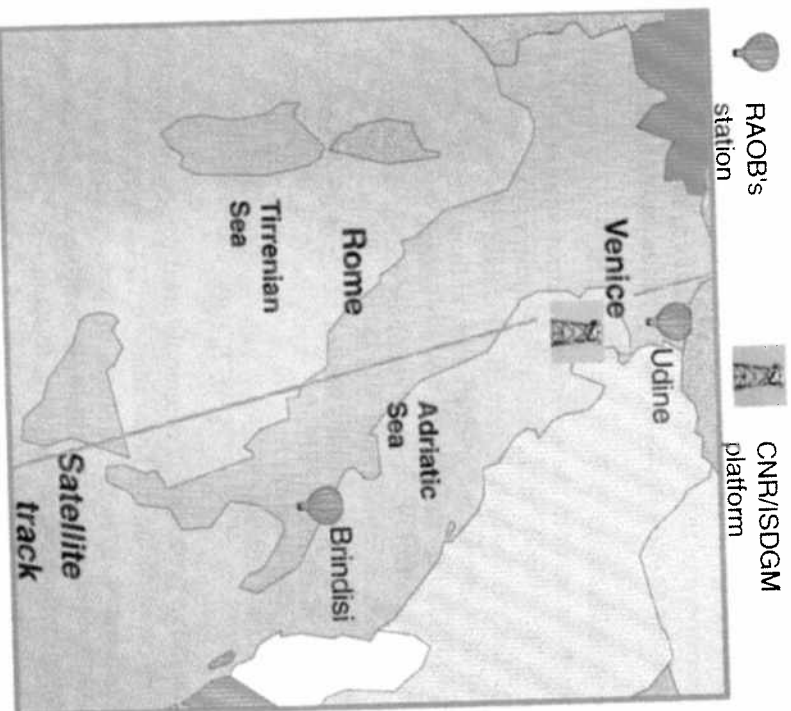 RAOB's
station
CNR/ISDGM
platform
Udine
Venice
Adriatic
Sea
Rome
Brindisi
Tirrenian
Sea
Satellite
track